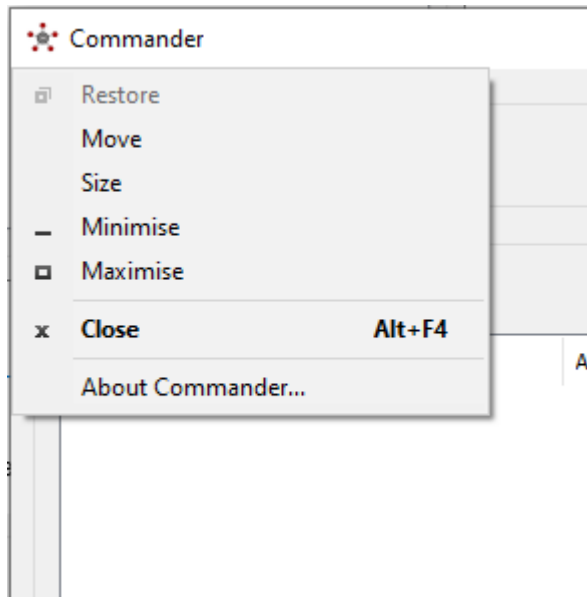 Commander
Restore
Move
Size
Minimise
Maximise
Close Alt+F4
A
About Commander...